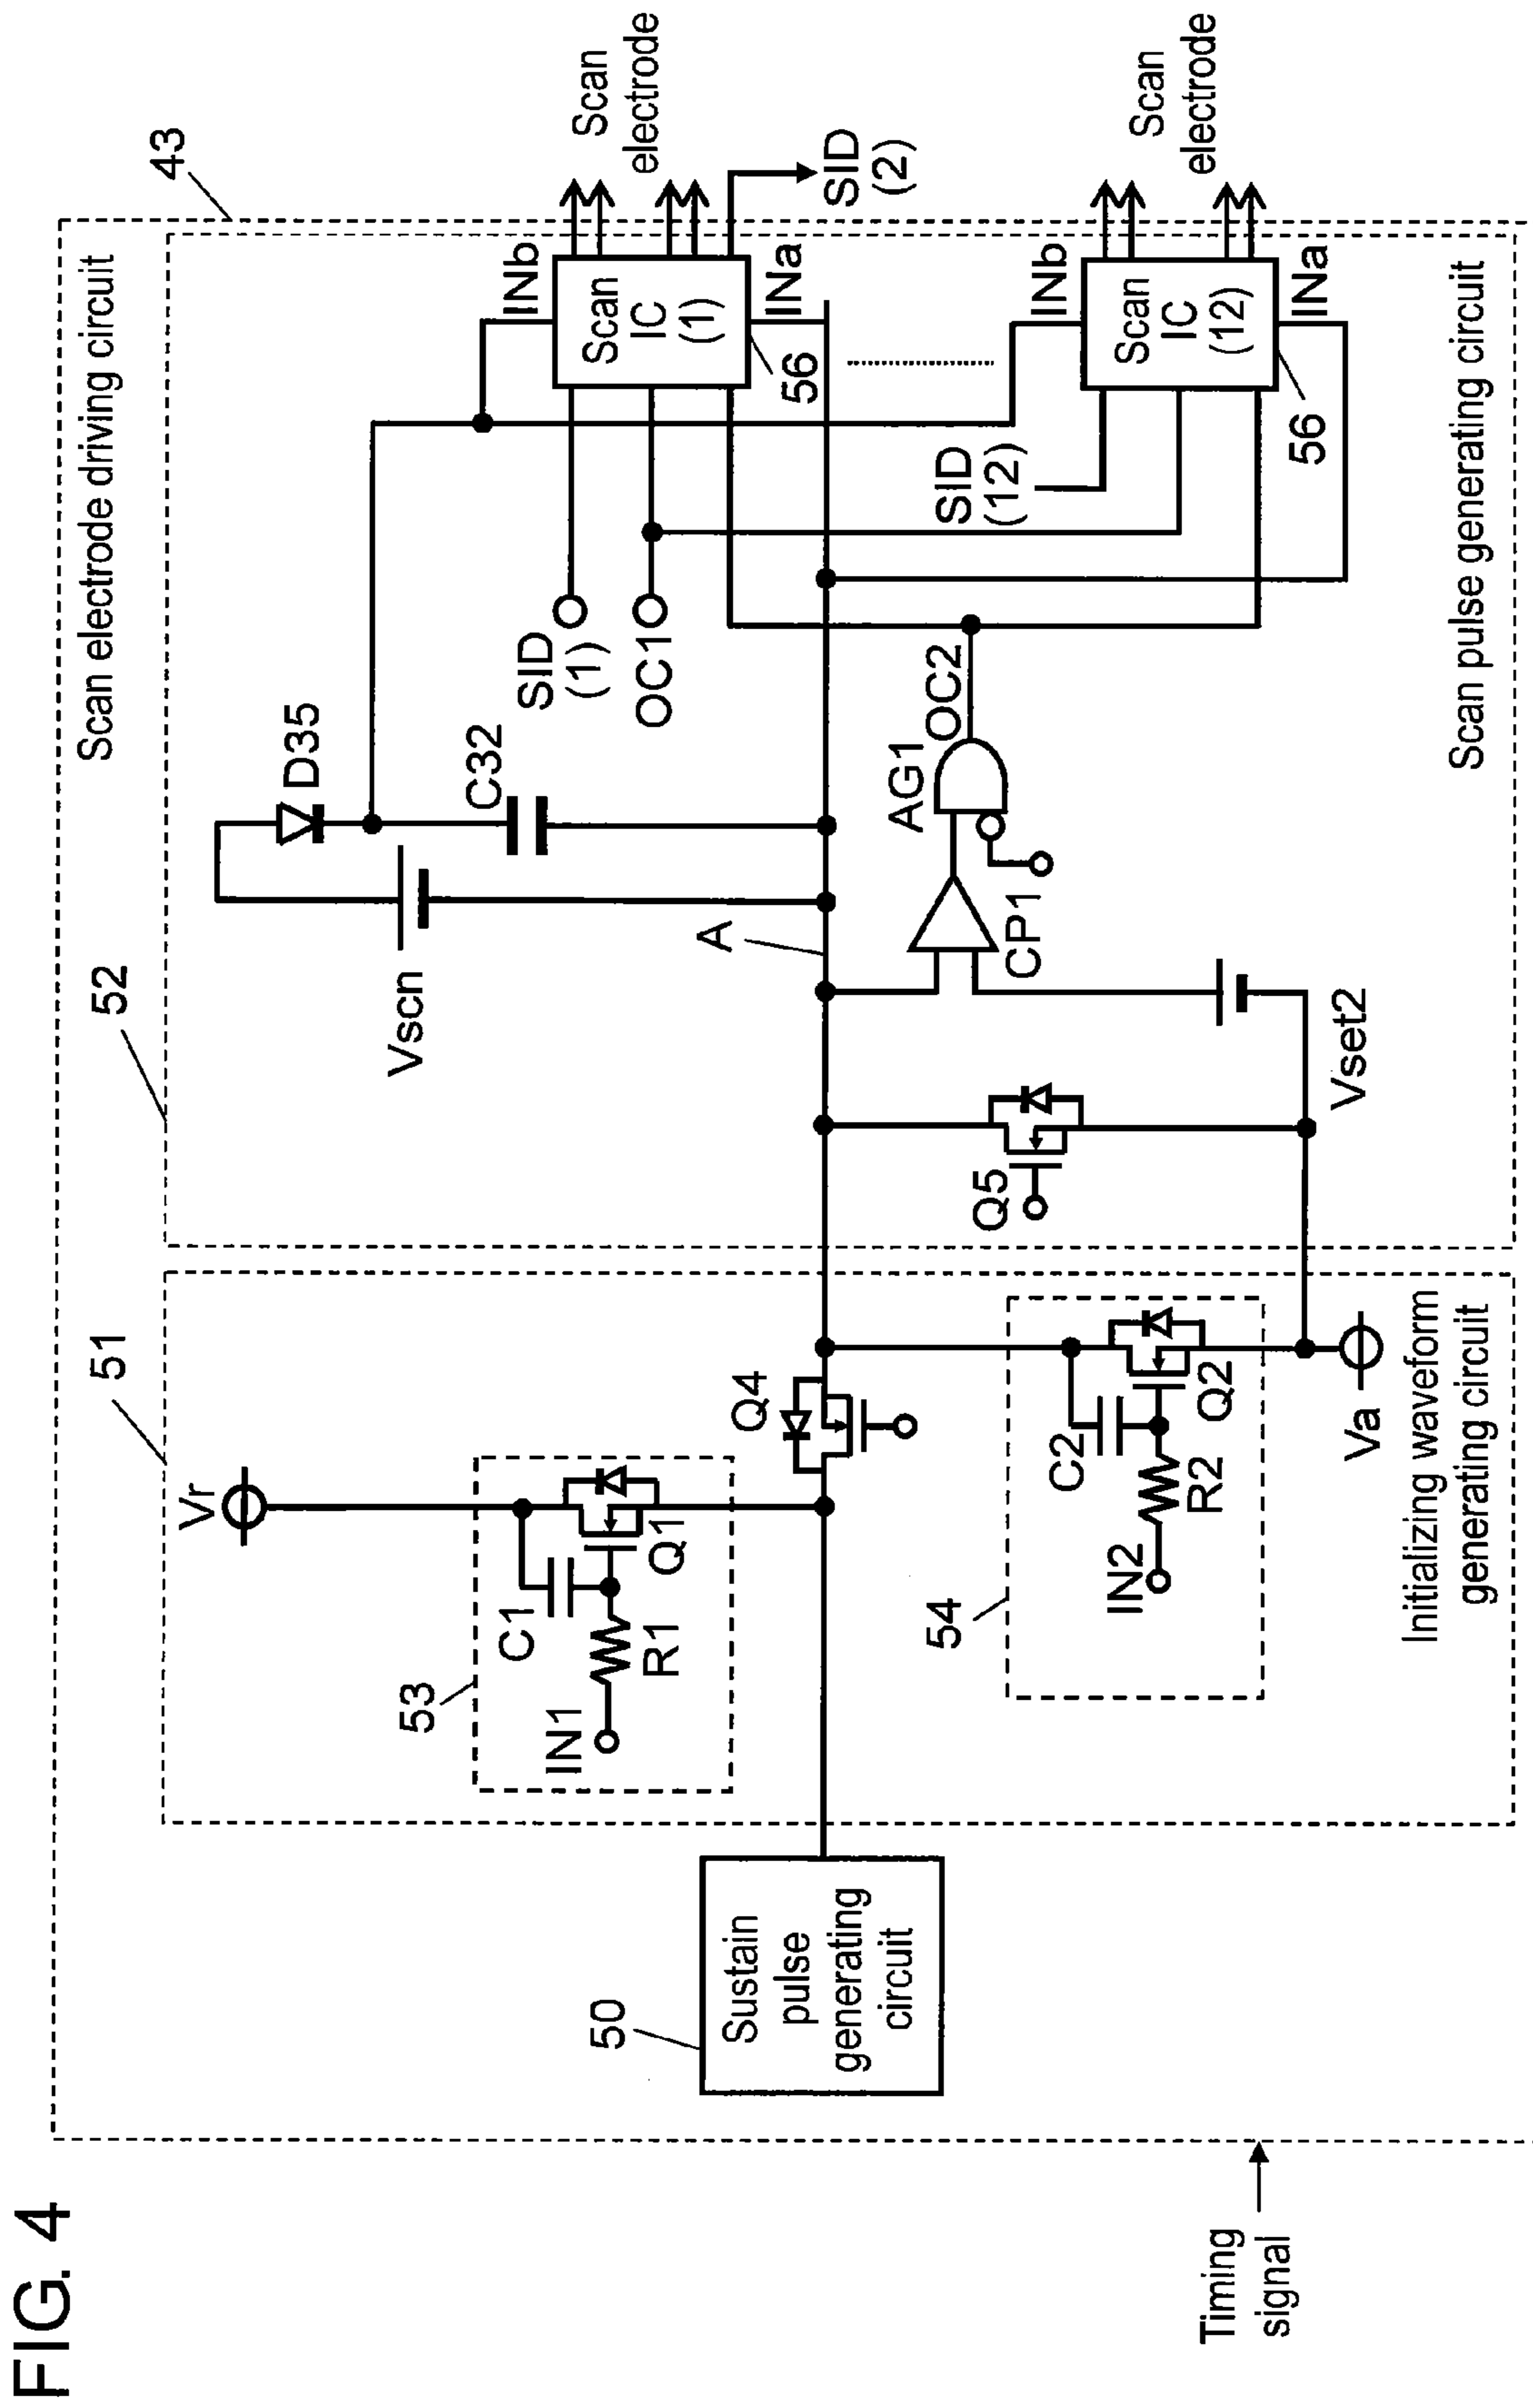 FIG. 4
Scan electrode driving circuit
43
52
51
Vr
53
C1
IN1
R1
Q1
Q4
50
Sustain
pulse
generating
circuit
54
C2
IN2
R2
Q2
Va
Initializing waveform
generating circuit
Vscn
D35
C32
A
Q5
CP1
AG1
OC2
Vset2
SID
(1)
OC1
INb
Scan
IC
(1)
INa
56
Scan
electrode
SID
(2)
SID
(12)
INb
Scan
IC
(12)
INa
56
Scan
electrode
Scan pulse generating circuit
Timing
signal